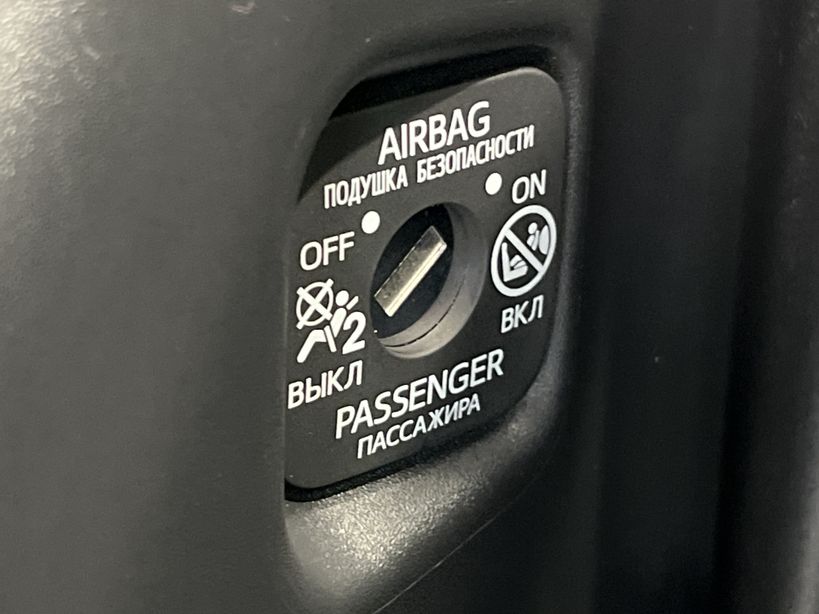 AIRBAG
ПОДУШКА БЕЗОПАСНОСТИ
OFF
ON
2
ВЫКЛ
ВКЛ
PASSENGER
ПАССАЖИРА